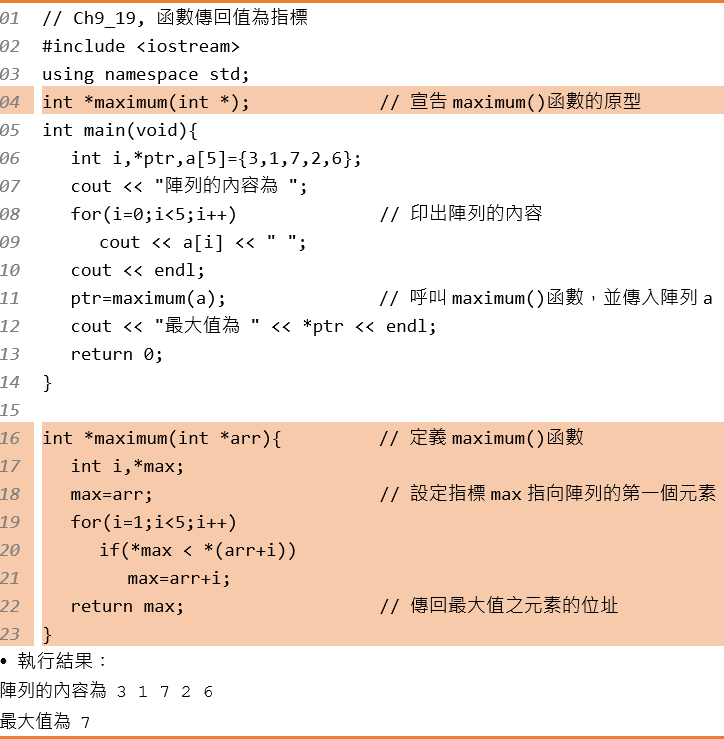 01 // Ch9_19, 函數傳回值為指標
02 #include <iostream>
03 using namespace std;
04 int *maximum(int *); // 宣告 maximum()函數的原型
05 int main(void){
06 int i,*ptr,a[5]={3,1,7,2,6};
07 cout << "陣列的內容為 ";
08 for(i=0;i<5;i++) // 印出陣列的內容
09 cout << a[i] << " ";
10 cout << endl;
11 ptr=maximum(a); // 呼叫 maximum()函數，並傳入陣列 a
12 cout << "最大值為 " << *ptr << endl;
13 return 0;
14 }
15
16 int *maximum(int *arr){ // 定義 maximum()函數
17 int i,*max;
18 max=arr; // 設定指標 max 指向陣列的第一個元素
19 for(i=1;i<5;i++)
20 if(*max < *(arr+i))
21 max=arr+i;
22 return max; // 傳回最大值之元素的位址
23 }
• 執行結果：
陣列的內容為 3 1 7 2 6
最大值為 7